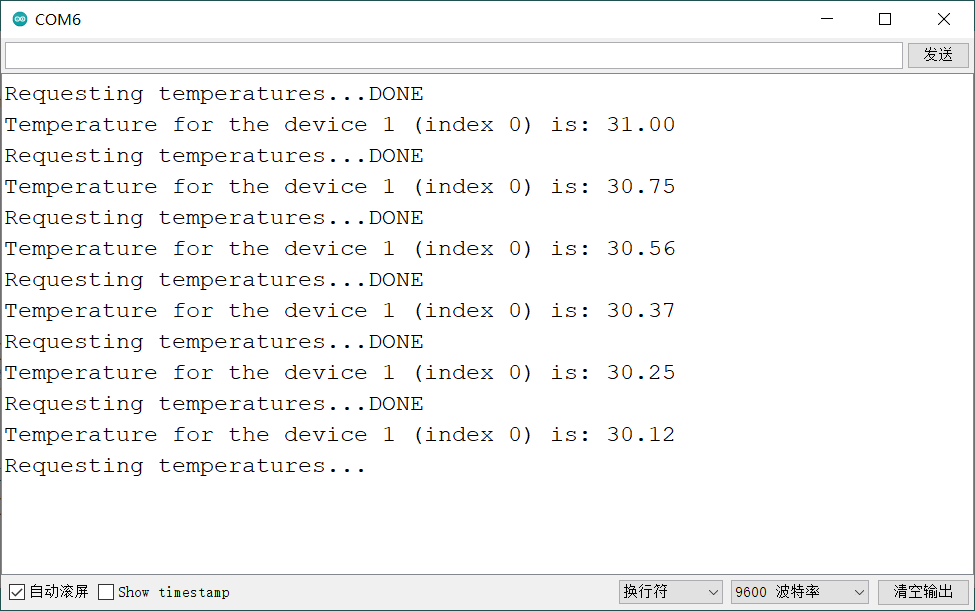 COM6
发送
Requesting temperatures...DONE
Temperature for the device 1 (index 0) is: 31.00
Requesting temperatures...DONE
Temperature for the device 1 (index 0) is: 30.75
Requesting temperatures...DONE
Temperature for the device 1 (index 0) is: 30.56
Requesting temperatures...DONE
Temperature for the device 1 (index 0) is: 30.37
Requesting temperatures...DONE
Temperature for the device 1 (index 0) is: 30.25
Requesting temperatures...DONE
Temperature for the device 1 (index 0) is: 30.12
Requesting temperatures...
自动滚屏 Show timestamp 换行符 9600 波特率 清空输出